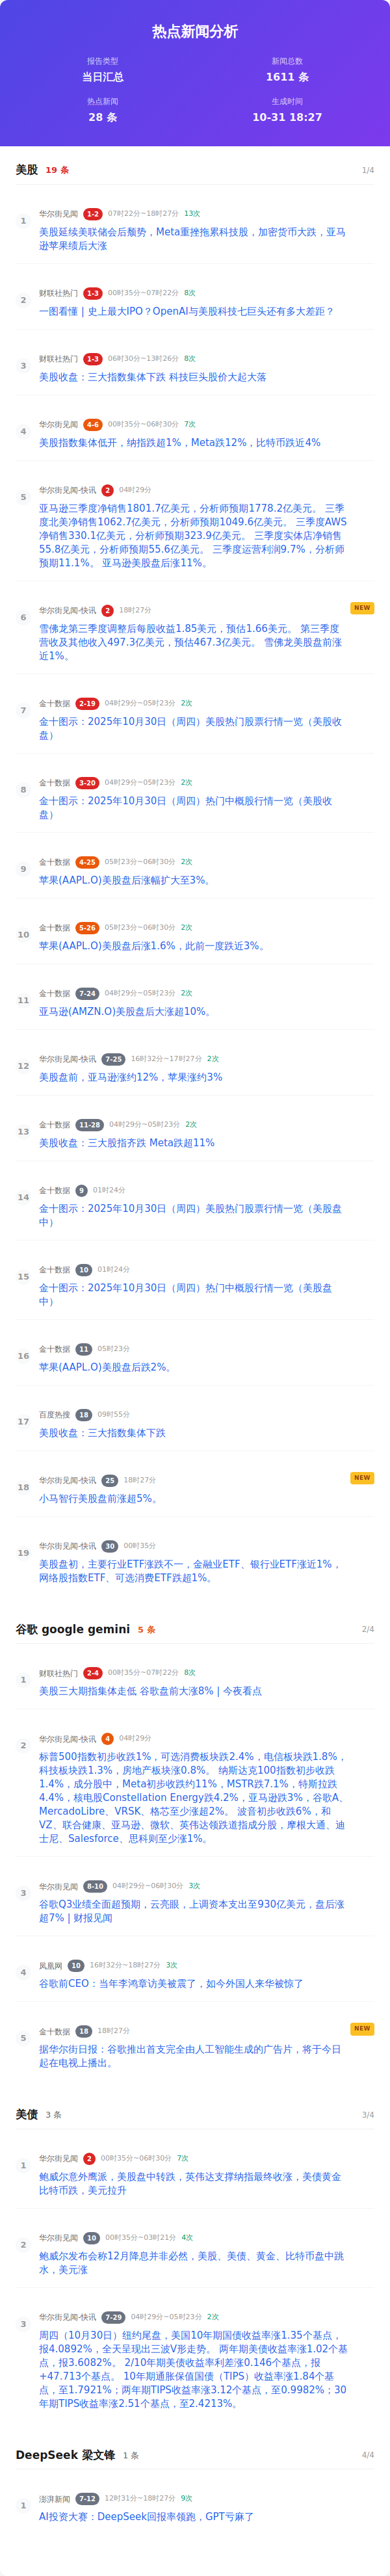 热点新闻分析
报告类型
当日汇总
新闻总数
1611 条
热点新闻
28 条
生成时间
10-31 18:27
美股 19 条 1/4
1 华尔街见闻 1-2 07时22分~18时27分 13次
美股延续美联储会后颓势，Meta重挫拖累科技股，加密货币大跌，亚马
逊苹果绩后大涨
2 财联社热门 1-3 00时35分~07时22分 8次
一图看懂 | 史上最大IPO？OpenAI与美股科技七巨头还有多大差距？
3 财联社热门 1-3 06时30分~13时26分 8次
美股收盘：三大指数集体下跌 科技巨头股价大起大落
4 华尔街见闻 4-6 00时35分~06时30分 7次
美股指数集体低开，纳指跌超1%，Meta跌12%，比特币跌近4%
5 华尔街见闻-快讯 2 04时29分
亚马逊三季度净销售1801.7亿美元，分析师预期1778.2亿美元。 三季
度北美净销售1062.7亿美元，分析师预期1049.6亿美元。 三季度AWS
净销售330.1亿美元，分析师预期323.9亿美元。 三季度实体店净销售
55.8亿美元，分析师预期55.6亿美元。 三季度运营利润9.7%，分析师
预期11.1%。 亚马逊美股盘后涨11%。
6 华尔街见闻-快讯 2 18时27分 NEW
雪佛龙第三季度调整后每股收益1.85美元，预估1.66美元。 第三季度
营收及其他收入497.3亿美元，预估467.3亿美元。 雪佛龙美股盘前涨
近1%。
7 金十数据 2-19 04时29分~05时23分 2次
金十图示：2025年10月30日（周四）美股热门股票行情一览（美股收
盘）
8 金十数据 3-20 04时29分~05时23分 2次
金十图示：2025年10月30日（周四）热门中概股行情一览（美股收
盘）
9 金十数据 4-25 05时23分~06时30分 2次
苹果(AAPL.O)美股盘后涨幅扩大至3%。
10 金十数据 5-26 05时23分~06时30分 2次
苹果(AAPL.O)美股盘后涨1.6%，此前一度跌近3%。
11 金十数据 7-24 04时29分~05时23分 2次
亚马逊(AMZN.O)美股盘后大涨超10%。
12 华尔街见闻-快讯 7-25 16时32分~17时27分 2次
美股盘前，亚马逊涨约12%，苹果涨约3%
13 金十数据 11-28 04时29分~05时23分 2次
美股收盘：三大股指齐跌 Meta跌超11%
14 金十数据 9 01时24分
金十图示：2025年10月30日（周四）美股热门股票行情一览（美股盘
中）
15 金十数据 10 01时24分
金十图示：2025年10月30日（周四）热门中概股行情一览（美股盘
中）
16 金十数据 11 05时23分
苹果(AAPL.O)美股盘后跌2%。
17 百度热搜 18 09时55分
美股收盘：三大指数集体下跌
18 华尔街见闻-快讯 25 18时27分 NEW
小马智行美股盘前涨超5%。
19 华尔街见闻-快讯 30 00时35分
美股盘初，主要行业ETF涨跌不一，金融业ETF、银行业ETF涨近1%，
网络股指数ETF、可选消费ETF跌超1%。
谷歌 google gemini 5 条 2/4
1 财联社热门 2-4 00时35分~07时22分 8次
美股三大期指集体走低 谷歌盘前大涨8% | 今夜看点
2 华尔街见闻-快讯 4 04时29分
标普500指数初步收跌1%，可选消费板块跌2.4%，电信板块跌1.8%，
科技板块跌1.3%，房地产板块涨0.8%。 纳斯达克100指数初步收跌
1.4%，成分股中，Meta初步收跌约11%，MSTR跌7.1%，特斯拉跌
4.4%，核电股Constellation Energy跌4.2%，亚马逊跌3%，谷歌A、
MercadoLibre、VRSK、格芯至少涨超2%。 波音初步收跌6%，和
VZ、联合健康、亚马逊、微软、英伟达领跌道指成分股，摩根大通、迪
士尼、Salesforce、思科则至少涨1%。
3 华尔街见闻 8-10 04时29分~06时30分 3次
谷歌Q3业绩全面超预期，云亮眼，上调资本支出至930亿美元，盘后涨
超7% | 财报见闻
4 凤凰网 10 16时32分~18时27分 3次
谷歌前CEO：当年李鸿章访美被震了，如今外国人来华被惊了
5 金十数据 18 18时27分 NEW
据华尔街日报：谷歌推出首支完全由人工智能生成的广告片，将于今日
起在电视上播出。
美债 3 条 3/4
1 华尔街见闻 2 00时35分~06时30分 7次
鲍威尔意外鹰派，美股盘中转跌，英伟达支撑纳指最终收涨，美债黄金
比特币跌，美元拉升
2 华尔街见闻 10 00时35分~03时21分 4次
鲍威尔发布会称12月降息并非必然，美股、美债、黄金、比特币盘中跳
水，美元涨
3 华尔街见闻-快讯 7-29 04时29分~05时23分 2次
周四（10月30日）纽约尾盘，美国10年期国债收益率涨1.35个基点，
报4.0892%，全天呈现出三波V形走势。 两年期美债收益率涨1.02个基
点，报3.6082%。 2/10年期美债收益率利差涨0.146个基点，报
+47.713个基点。 10年期通胀保值国债（TIPS）收益率涨1.84个基
点，至1.7921%；两年期TIPS收益率涨3.12个基点，至0.9982%；30
年期TIPS收益率涨2.51个基点，至2.4213%。
DeepSeek 梁文锋 1 条 4/4
1 澎湃新闻 7-12 12时31分~18时27分 9次
AI投资大赛：DeepSeek回报率领跑，GPT亏麻了